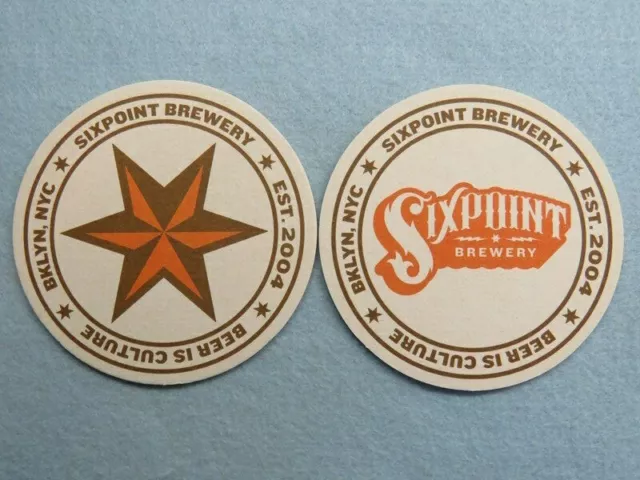 SIXPOINT BREWERY
EST. 2004
BEER IS CULTURE
BKLYN, NYC
SIXPOINT BREWERY
EST. 2004
BEER IS CULTURE
BKLYN, NYC
SIXPOINT
BREWERY